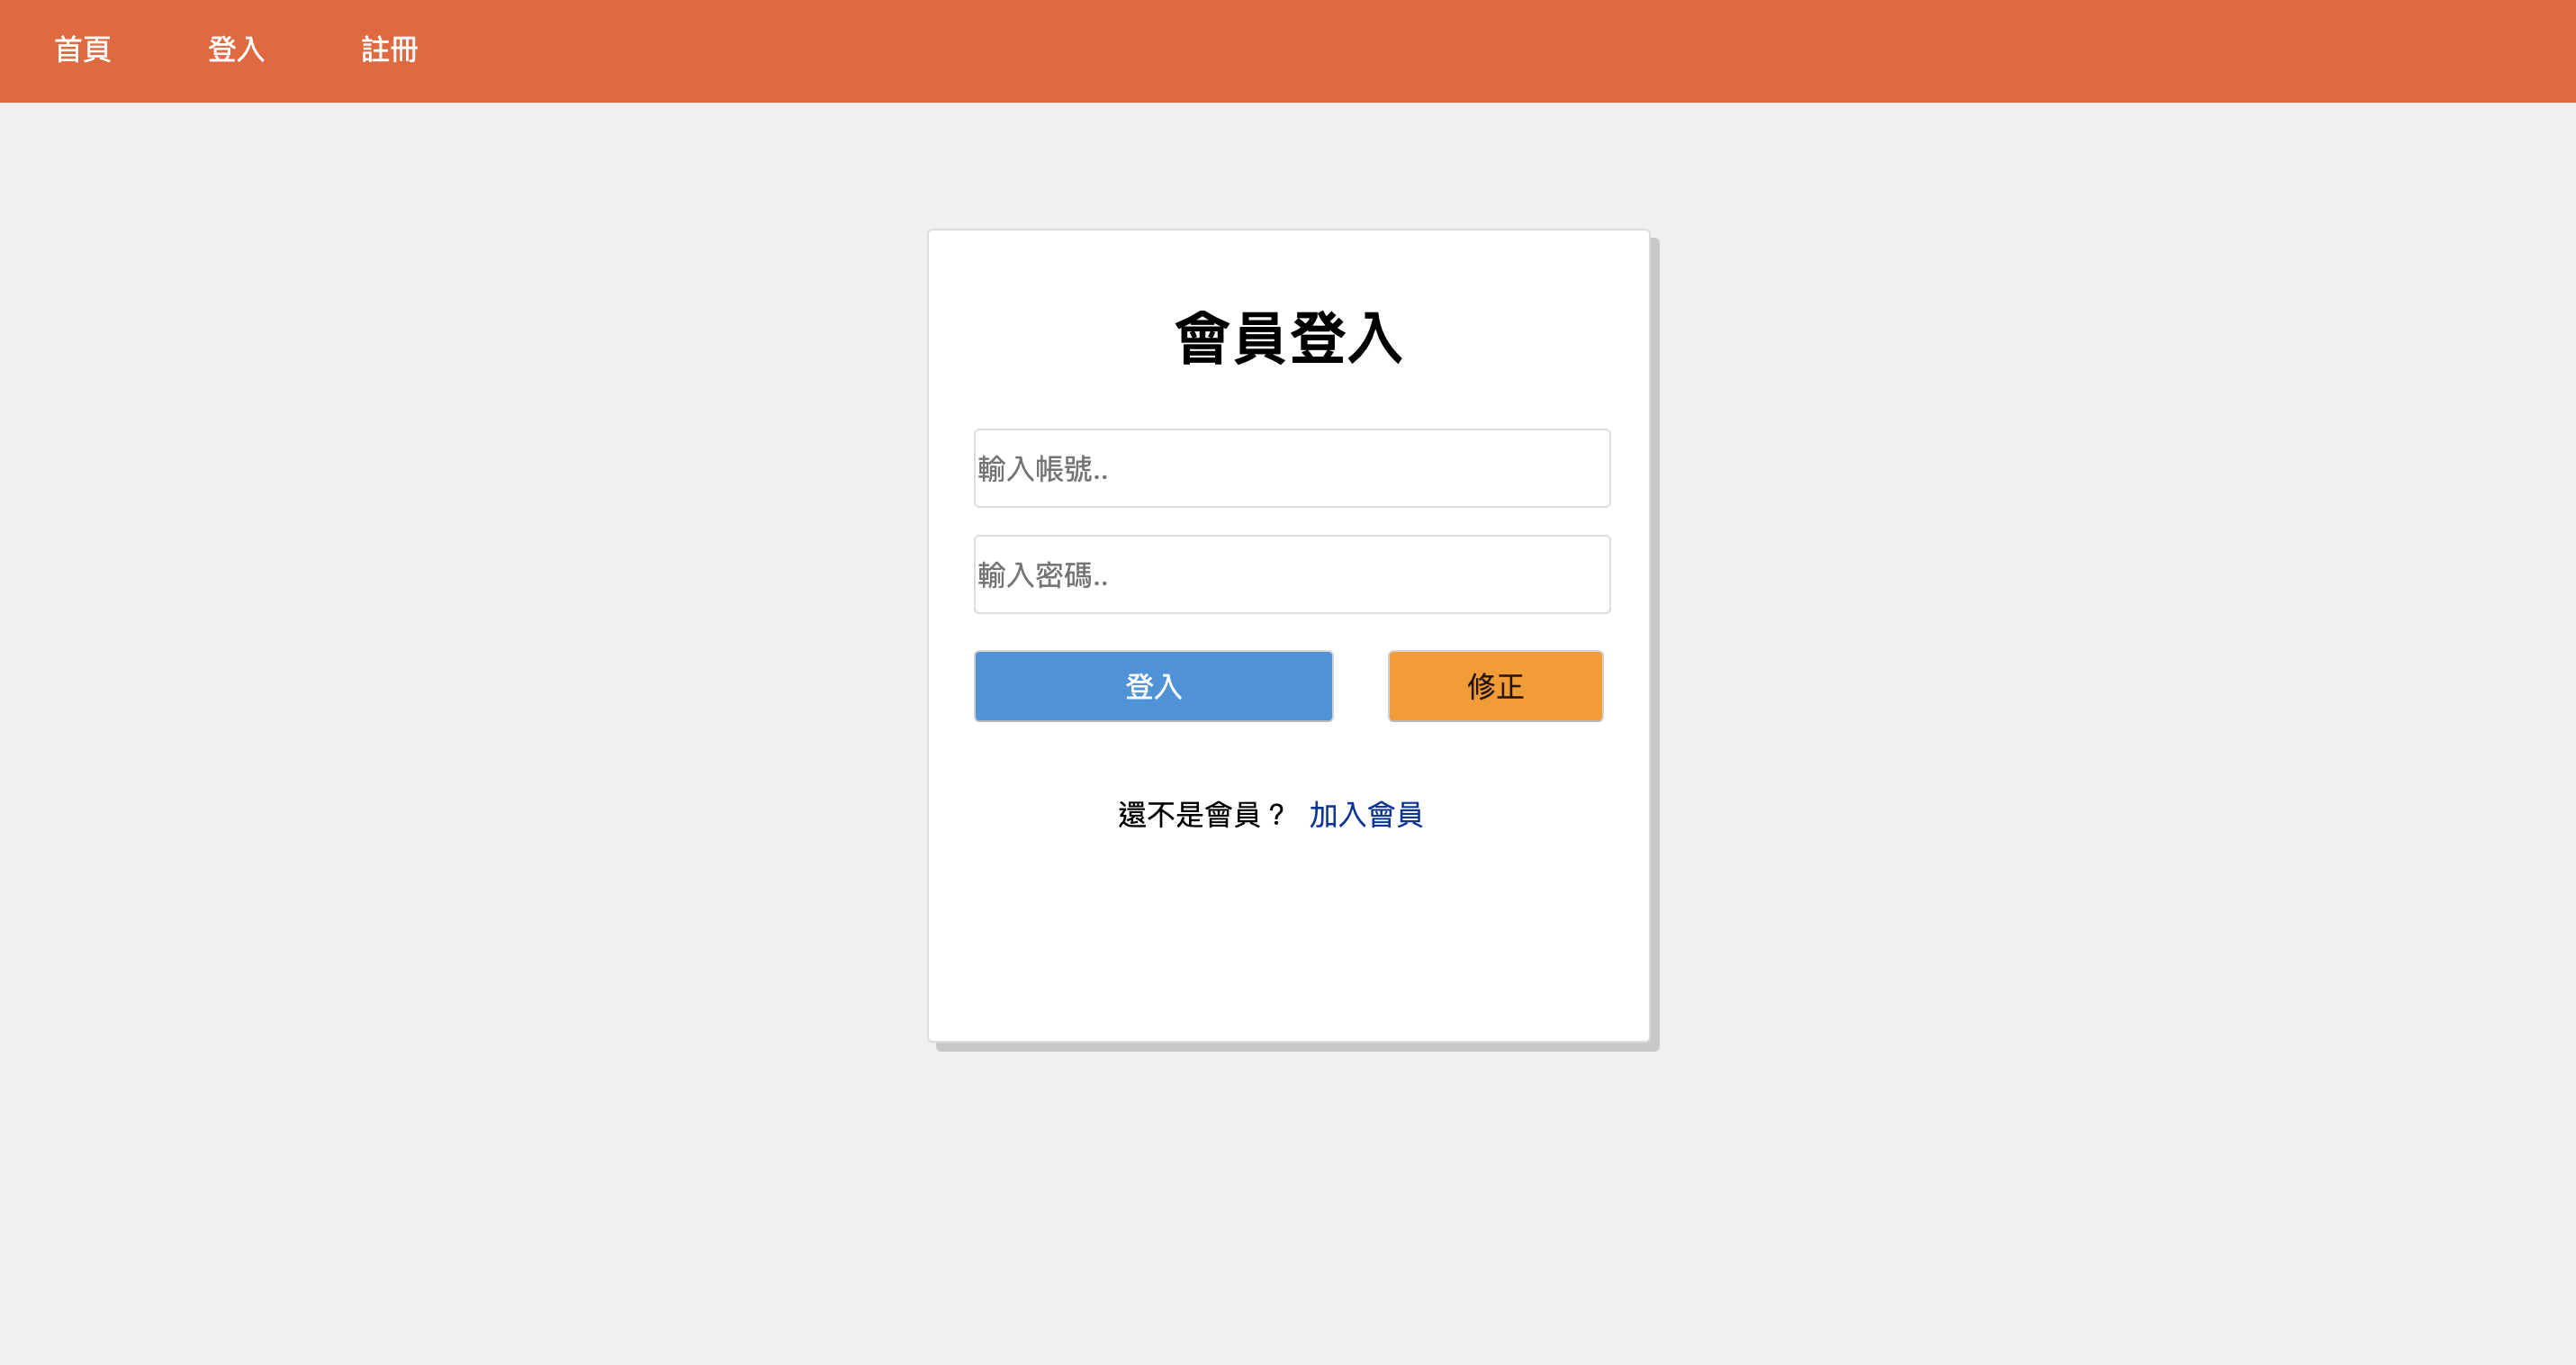 首頁 登入 註冊
會員登入
輸入帳號..
輸入密碼..
登入 修正
還不是會員？ 加入會員